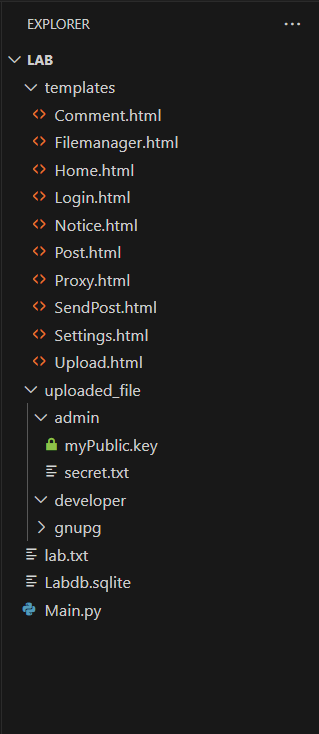 EXPLORER
LAB
templates
Comment.html
Filemanager.html
Home.html
Login.html
Notice.html
Post.html
Proxy.html
SendPost.html
Settings.html
Upload.html
uploaded_file
admin
myPublic.key
secret.txt
developer
gnupg
lab.txt
Labdb.sqlite
Main.py